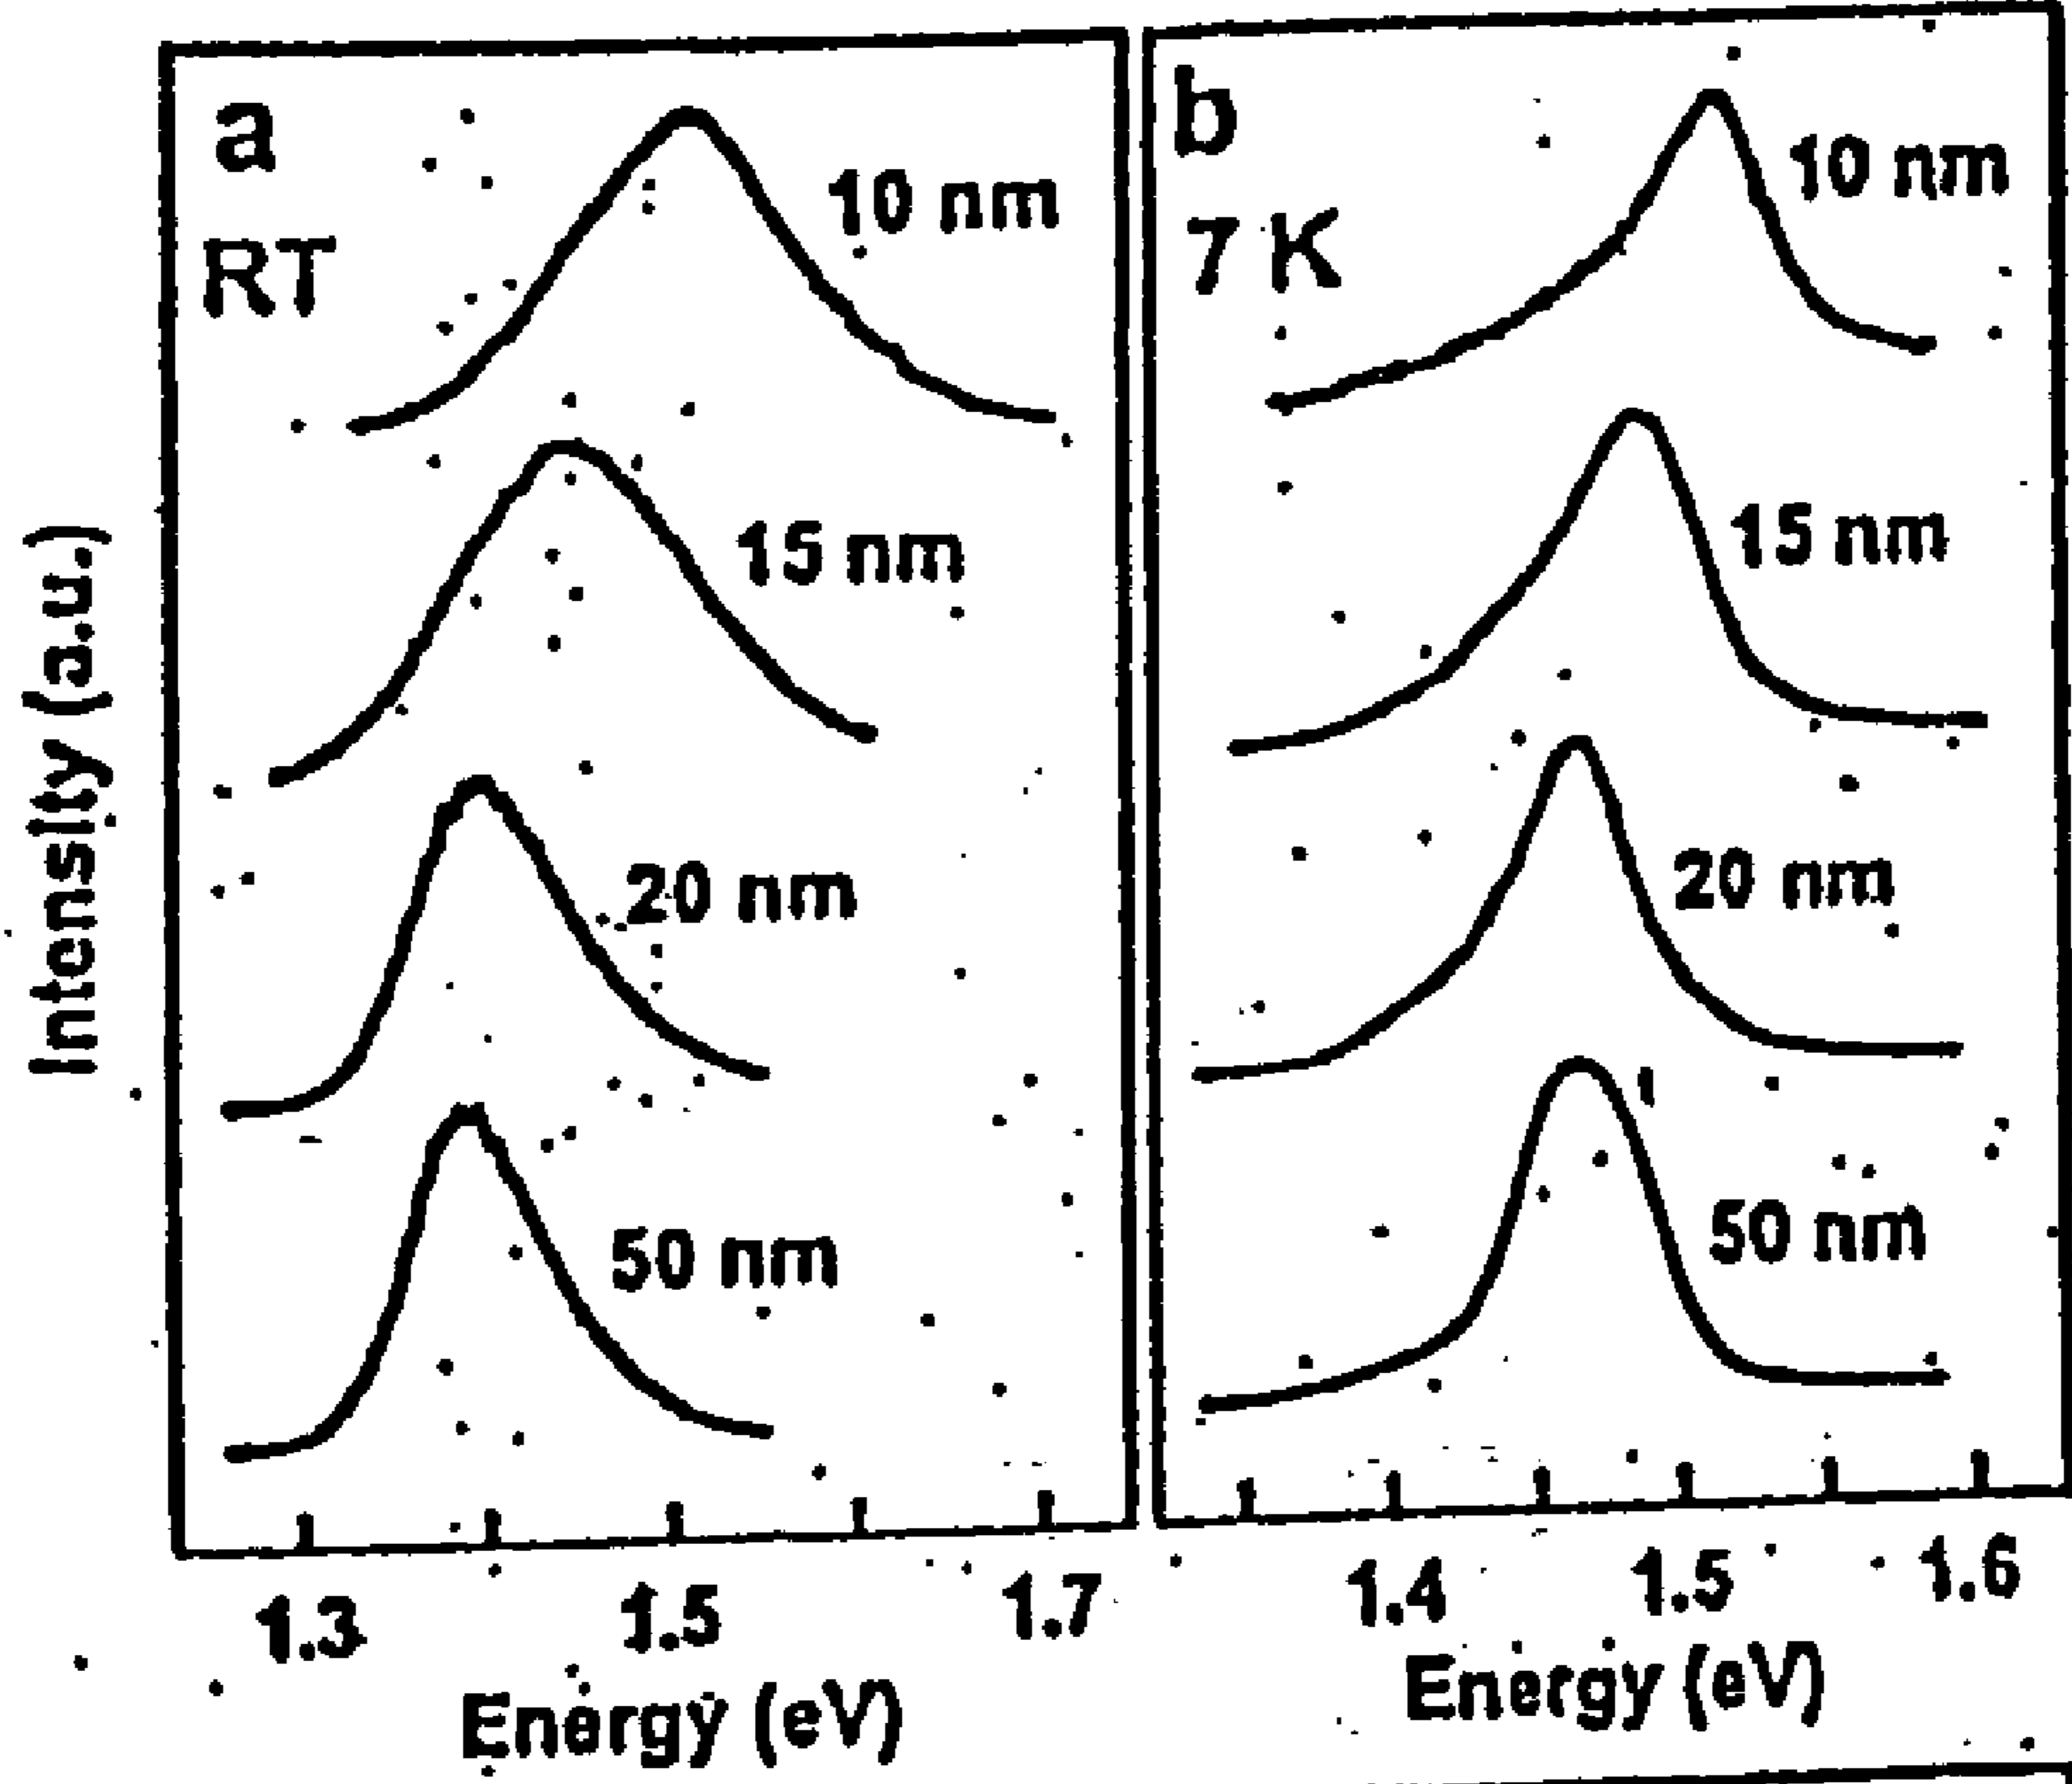 a
RT
10 nm
15 nm
20 nm
50 nm
Intensity (a.u.)
1.3 1.5 1.7
Energy (eV)
b
7 K
10 nm
15 nm
20 nm
50 nm
1.4 1.5 1.6
Energy (eV)